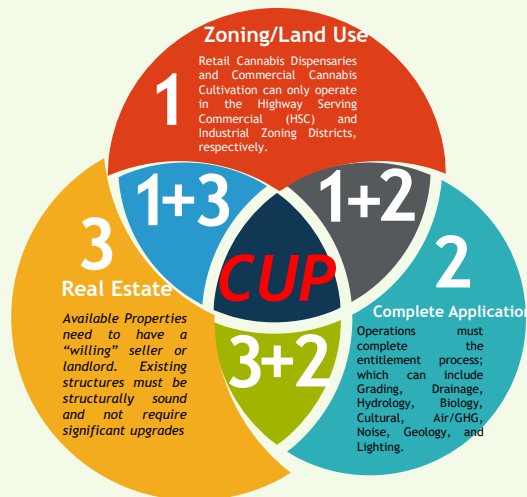 Zoning/Land Use
1
Retail Cannabis Dispensaries
and Commercial Cannabis
Cultivation can only operate
in the Highway Serving
Commercial (HSC) and
Industrial Zoning Districts,
respectively.
1+3
1+2
CUP
3+2
3
Real Estate
Available Properties
need to have a
“willing” seller or
landlord. Existing
structures must be
structurally sound
and not require
significant upgrades
2
Complete Application
Operations must
complete the
entitlement process;
which can include
Grading, Drainage,
Hydrology, Biology,
Cultural, Air/GHG,
Noise, Geology, and
Lighting.